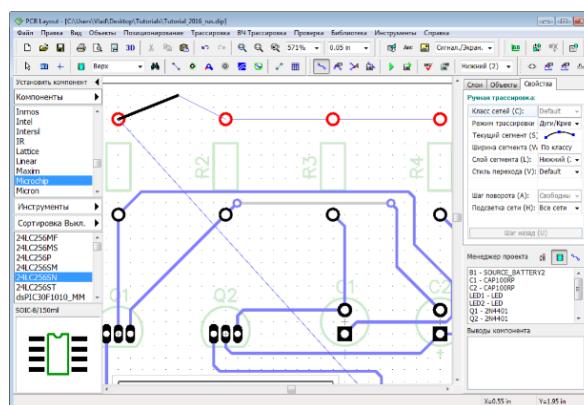 PCB Layout - [C:\Users\Vlad\Desktop\Tutorials\Tutorial_2016_rus.dip]
Файл Правка Вид Объекты Позиционирование Трассировка ВЧ Трассировка Проверка Библиотека Инструменты Справка
3D 571% 0.05 in Сигнал./Экран.
Верх Нижний (2)
Установить компонент
Компоненты
Inmos
Intel
Intersil
IR
Lattice
Linear
Maxim
Microchip
Micron
Инструменты
Сортировка Выкл.
24LC256MF
24LC256MS
24LC256P
24LC256SM
24LC256SN
24LC256ST
dsPIC30F1010_MM
SOIC-8/150ml
R2
R3
R4
Q1
Q2
C1
C2
Слои Объекты Свойства
Ручная трассировка:
Класс сетей (C): Default
Режим трассировки Дуги/Криве
Текущий сегмент (S
Ширина сегмента (W По классу
Слой сегмента (L): Нижний (2
Стиль перехода (V): Default
Шаг поворота (A): Свободны
Подсветка сети (H): Все сети
Шаг назад (U)
Менеджер проекта
B1 - SOURCE_BATTERY2
C1 - CAP100RP
C2 - CAP100RP
LED1 - LED
LED2 - LED
Q1 - 2N4401
Q2 - 2N4401
Выводы компонента
X=0.55 in Y=1.95 in